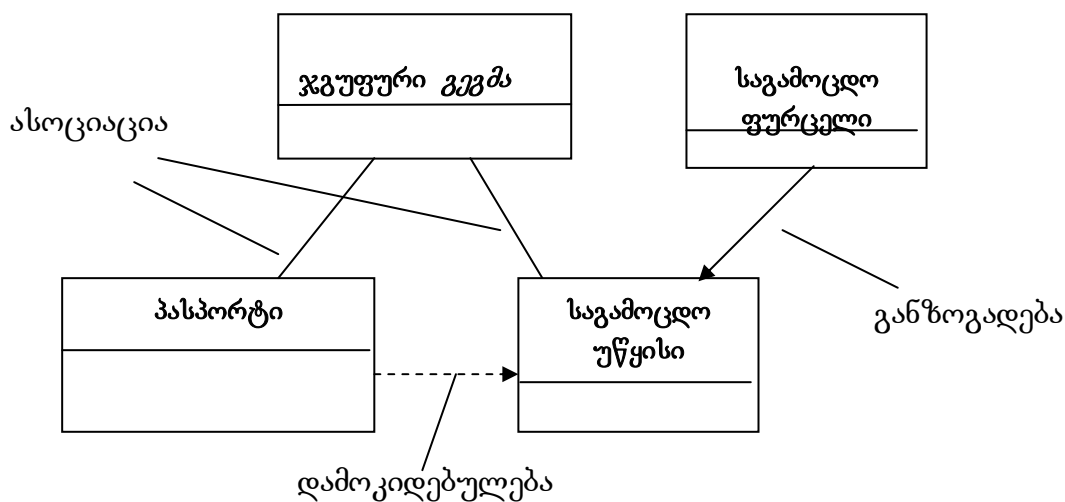 ჯგუფური გეგმა
საგამოცდო
ფურცელი
ასოციაცია
პასპორტი
საგამოცდო
უწყისი
განზოგადება
დამოკიდებულება